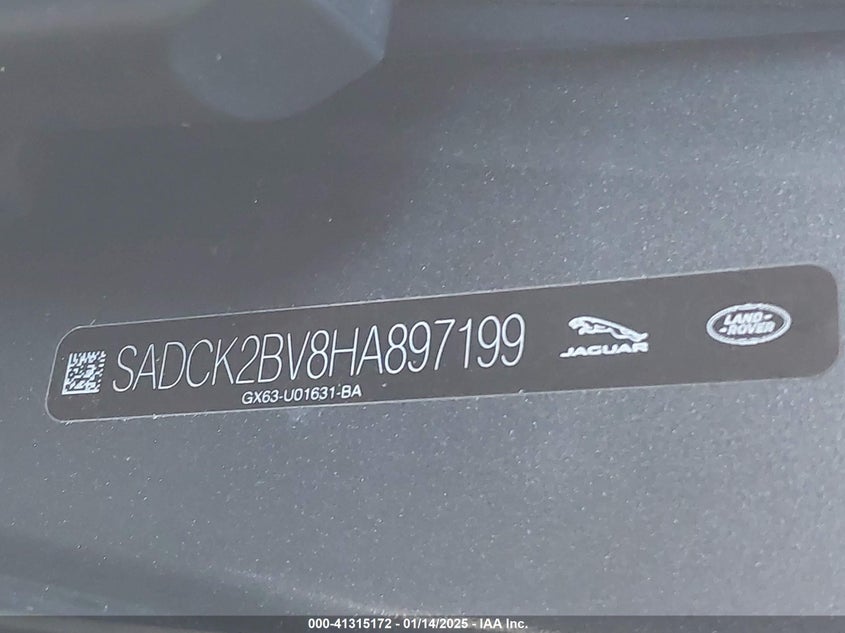 SADCK2BV8HA897199
GX63-U01631-BA
JAGUAR
LAND-
-ROVER
000-41315172 - 01/14/2025 - IAA Inc.